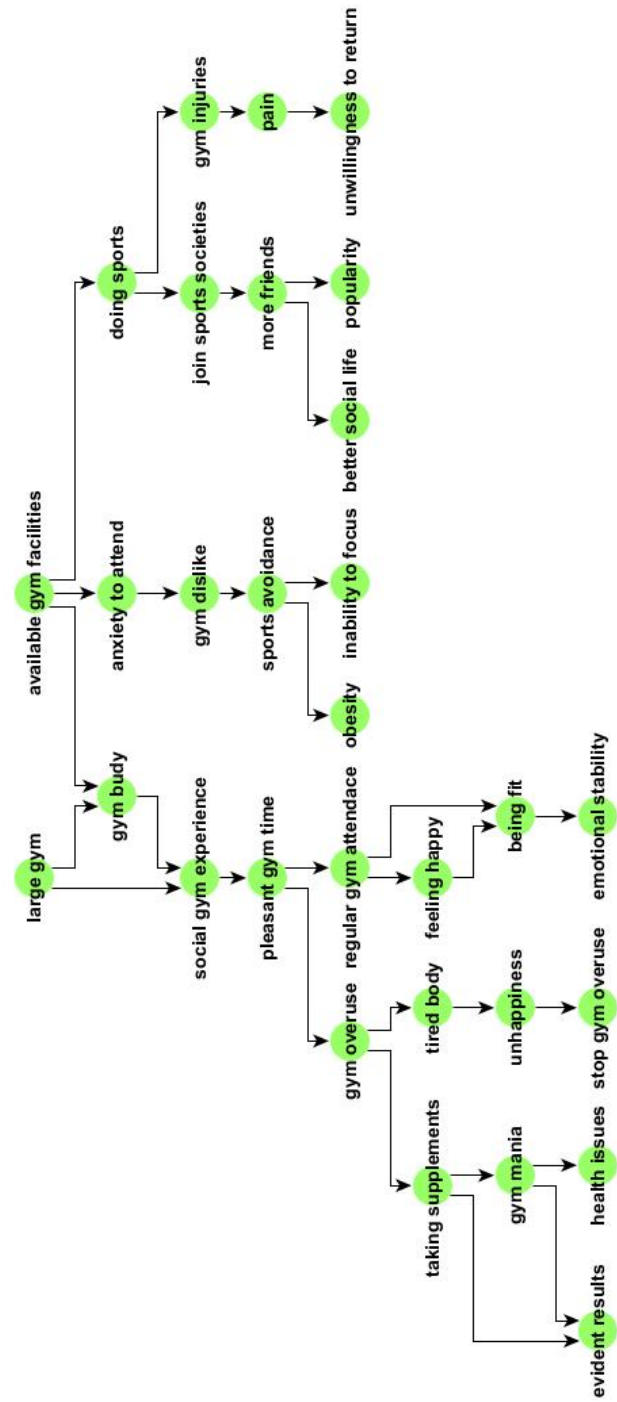 large gym
available gym facilities
gym budy
anxiety to attend
doing sports
social gym experience
gym dislike
join sports societies
gym injuries
pleasant gym time
sports avoidance
more friends
pain
gym overuse
regular gym attendace
obesity
inability to focus
better social life
popularity
unwillingness to return
taking supplements
tired body
feeling happy
gym mania
unhappiness
being fit
evident results
health issues
stop gym overuse
emotional stability